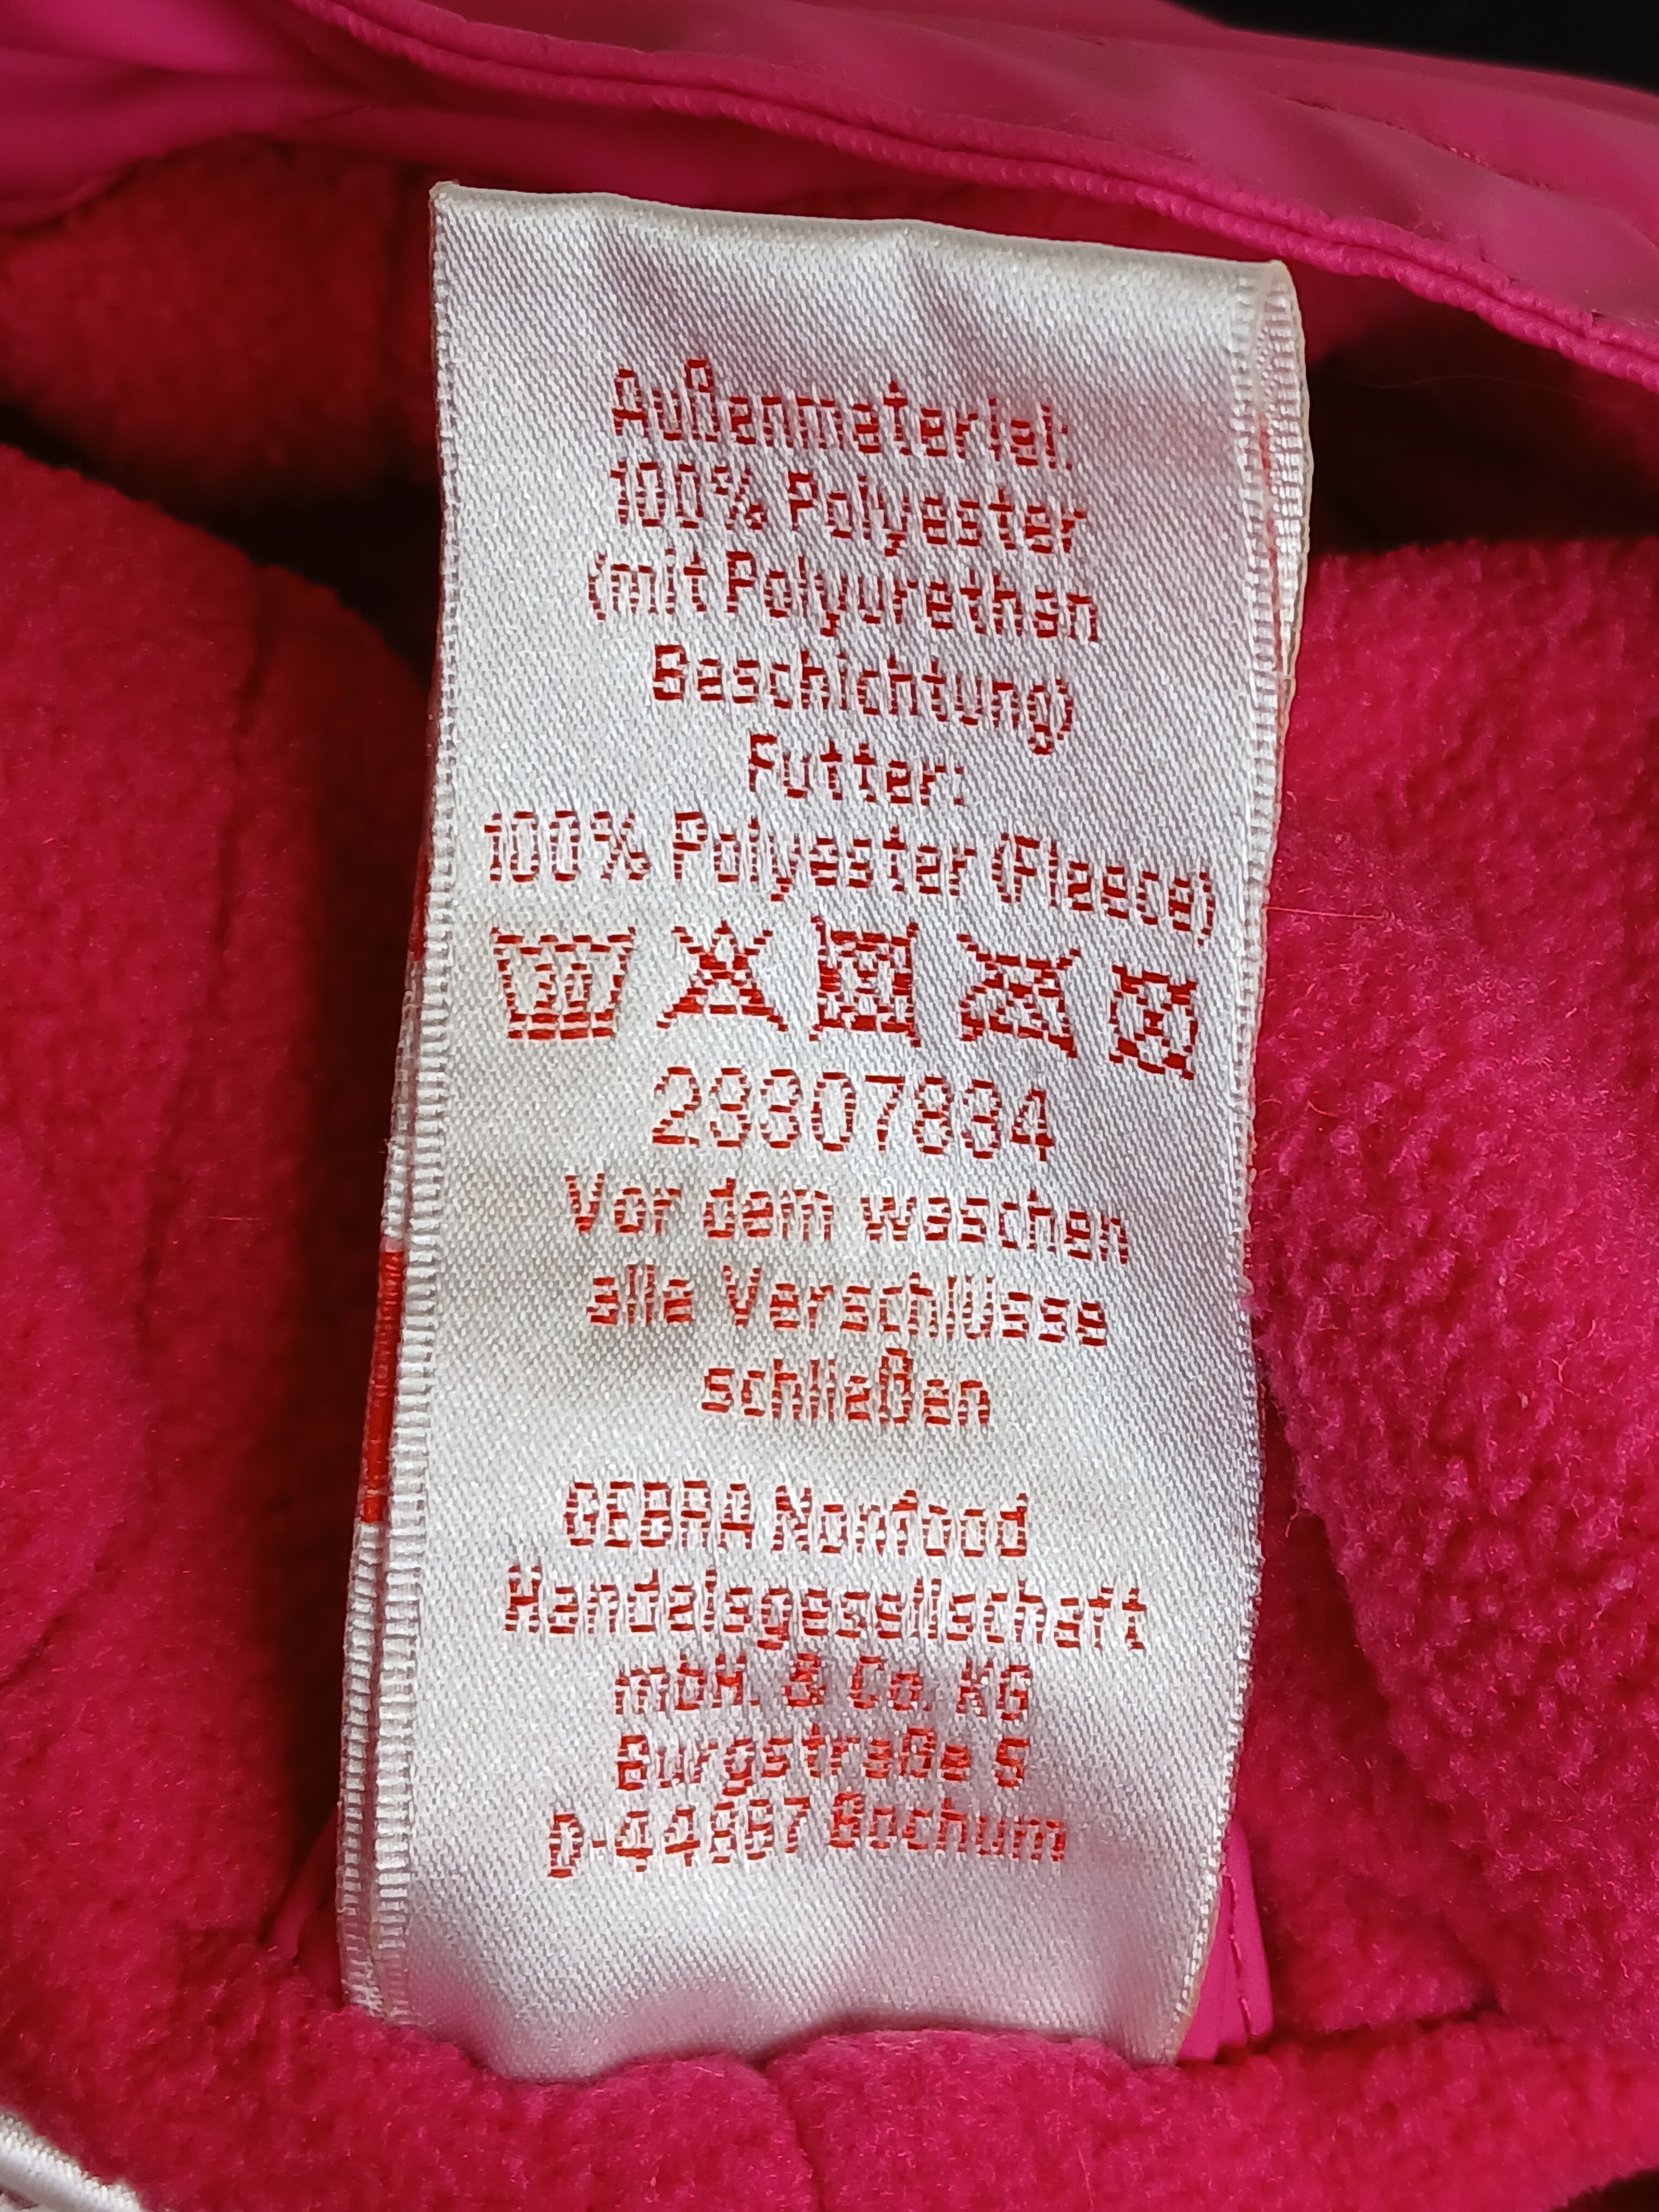 Außenmaterial:
100% Polyester
(mit Polyurethan
Beschichtung)
Futter:
100% Polyester (Fleece)
30
29307834
Vor dem waschen
alle Verschlüsse
schließen
GEBRA Nonfood
Handelsgesellschaft
mbH. & Co. KG
Burgstraße 5
Bochum